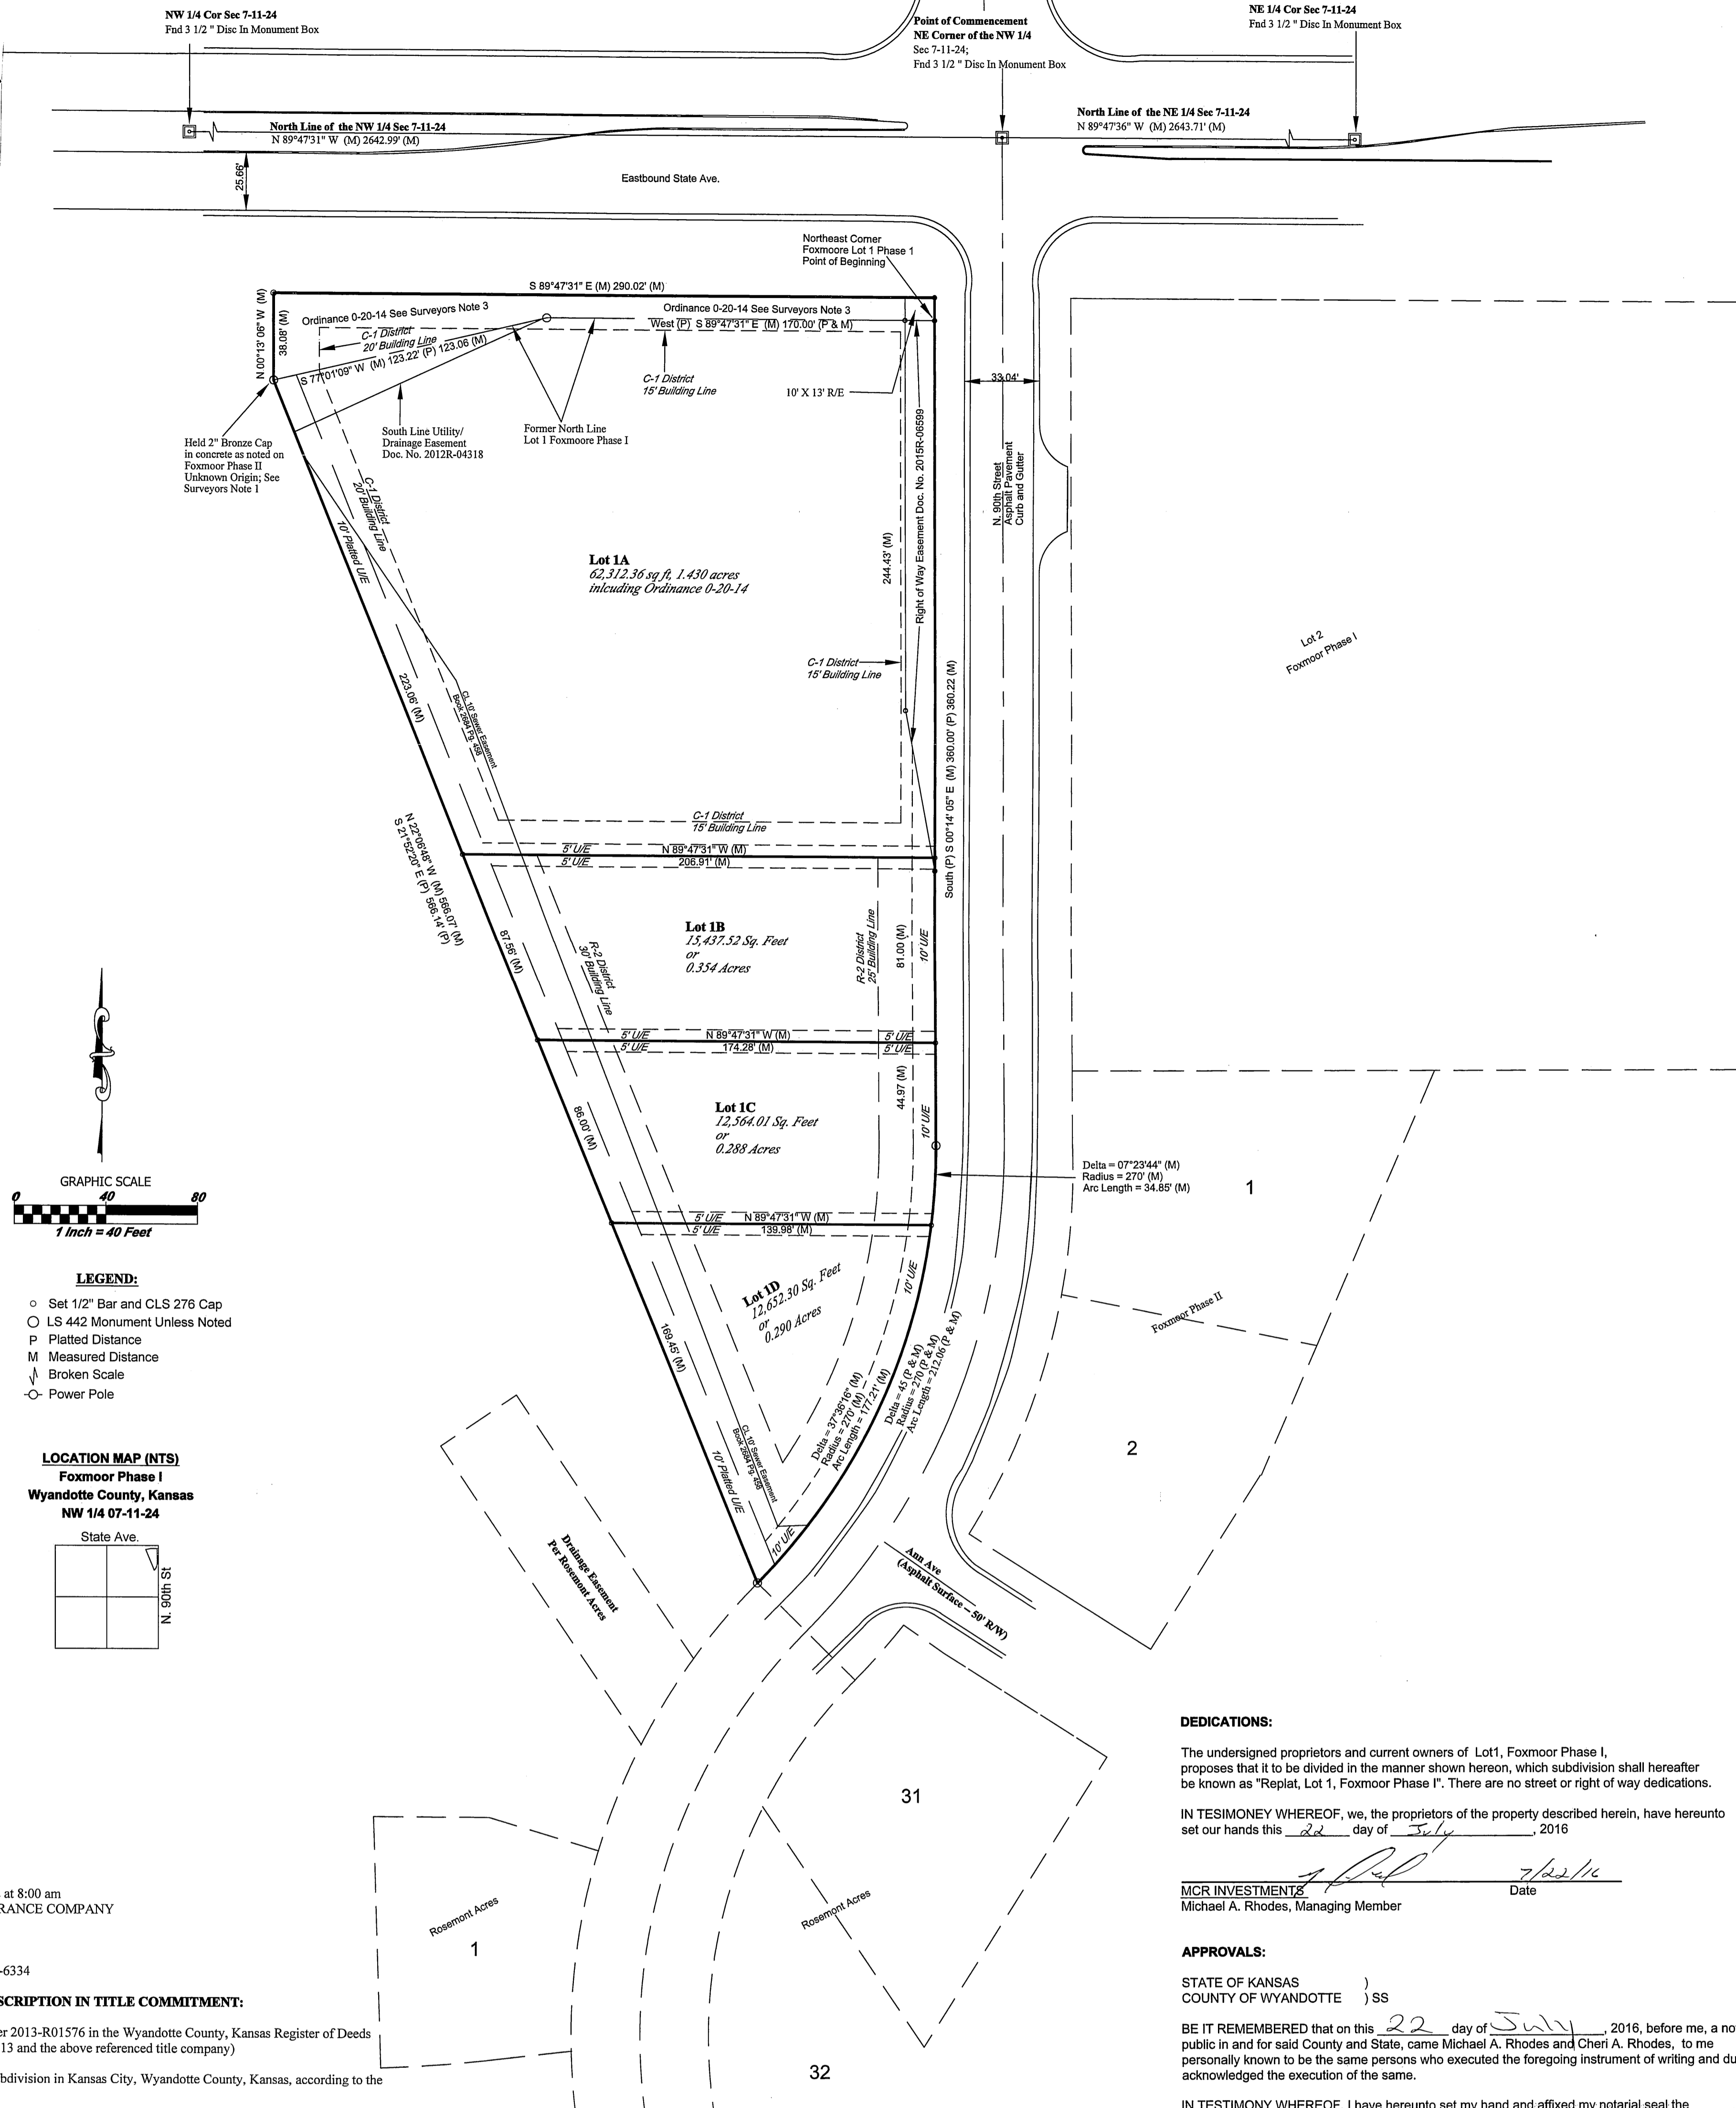 NW 1/4 Cor Sec 7-11-24
Fnd 3 1/2 " Disc In Monument Box
Point of Commencement
NE Corner of the NW 1/4
Sec 7-11-24;
Fnd 3 1/2 " Disc In Monument Box
NE 1/4 Cor Sec 7-11-24
Fnd 3 1/2 " Disc In Monument Box
North Line of the NW 1/4 Sec 7-11-24
N 89°47'31" W (M) 2642.99' (M)
North Line of the NE 1/4 Sec 7-11-24
N 89°47'36" W (M) 2643.71' (M)
25.66'
Eastbound State Ave.
Northeast Corner
Foxmoore Lot 1 Phase 1
Point of Beginning
S 89°47'31" E (M) 290.02' (M)
N 00°13' 06" W (M)
38.08' (M)
Ordinance 0-20-14 See Surveyors Note 3
Ordinance 0-20-14 See Surveyors Note 3
West (P) S 89°47'31" E (M) 170.00' (P & M)
C-1 District
20' Building Line
S 77°01'09" W (M) 123.22' (P) 123.06 (M)
C-1 District
15' Building Line
10' X 13' R/E
33.04'
Held 2" Bronze Cap
in concrete as noted on
Foxmoor Phase II
Unknown Origin; See
Surveyors Note 1
South Line Utility/
Drainage Easement
Doc. No. 2012R-04318
Former North Line
Lot 1 Foxmoore Phase I
Right of Way Easement Doc. No. 2015R-06599
N. 90th Street
Asphalt Pavement
Curb and Gutter
C-1 District
20' Building Line
10' Platted U/E
Lot 1A
62,312.36 sq ft, 1.430 acres
inlcuding Ordinance 0-20-14
244.43' (M)
Lot 2
Foxmoor Phase I
C-1 District
15' Building Line
223.06' (M)
CL 10' Sewer Easement
Book 2684 Pg. 458
South (P) S 00°14' 05" E (M) 360.00' (P) 360.22 (M)
C-1 District
15' Building Line
N 22°06'48" W (M) 566.07' (M)
S 21°52'20" E (P) 566.14' (P)
5' U/E N 89°47'31" W (M)
5' U/E 206.91' (M)
87.56' (M)
R-2 District
30' Building Line
Lot 1B
15,437.52 Sq. Feet
or
0.354 Acres
R-2 District
25' Building Line
81.00 (M)
10' U/E
5' U/E N 89°47'31" W (M) 5' U/E
5' U/E 174.28' (M) 5' U/E
86.00' (M)
Lot 1C
12,564.01 Sq. Feet
or
0.288 Acres
44.97 (M)
10' U/E
Delta = 07°23'44" (M)
Radius = 270' (M)
Arc Length = 34.85' (M)
1
5' U/E N 89°47'31" W (M)
5' U/E 139.98' (M)
GRAPHIC SCALE
0 40 80
1 Inch = 40 Feet
LEGEND:
Set 1/2" Bar and CLS 276 Cap
LS 442 Monument Unless Noted
P Platted Distance
M Measured Distance
Broken Scale
Power Pole
Lot 1D
12,652.30 Sq. Feet
or
0.290 Acres
10' U/E
169.45' (M)
Foxmoor Phase II
Delta = 37°36'16" (M)
Radius = 270' (M)
Arc Length = 177.21' (M)
Delta = 45 (P & M)
Radius = 270 (P & M)
Arc Length = 212.06 (P & M)
CL 10' Sewer Easement
Book 2684 Pg. 458
10' Platted U/E
10' U/E
2
LOCATION MAP (NTS)
Foxmoor Phase I
Wyandotte County, Kansas
NW 1/4 07-11-24
State Ave.
N. 90th St
Drainage Easement
Per Rosemont Acres
Ann Ave
(Asphalt Surface -- 50' R/W)
31
Rosemont Acres
Rosemont Acres
1
32
at 8:00 am
RANCE COMPANY
-6334
SCRIPTION IN TITLE COMMITMENT:
er 2013-R01576 in the Wyandotte County, Kansas Register of Deeds
13 and the above referenced title company)
bdivision in Kansas City, Wyandotte County, Kansas, according to the
DEDICATIONS:
The undersigned proprietors and current owners of Lot1, Foxmoor Phase I,
proposes that it to be divided in the manner shown hereon, which subdivision shall hereafter
be known as "Replat, Lot 1, Foxmoor Phase I". There are no street or right of way dedications.
IN TESIMONEY WHEREOF, we, the proprietors of the property described herein, have hereunto
set our hands this 22 day of July, 2016
7/22/16
MCR INVESTMENTS Date
Michael A. Rhodes, Managing Member
APPROVALS:
STATE OF KANSAS )
COUNTY OF WYANDOTTE ) SS
BE IT REMEMBERED that on this 22 day of July, 2016, before me, a no
public in and for said County and State, came Michael A. Rhodes and Cheri A. Rhodes, to me
personally known to be the same persons who executed the foregoing instrument of writing and du
acknowledged the execution of the same.
IN TESTIMONY WHEREOF, I have hereunto set my hand and affixed my notarial seal the